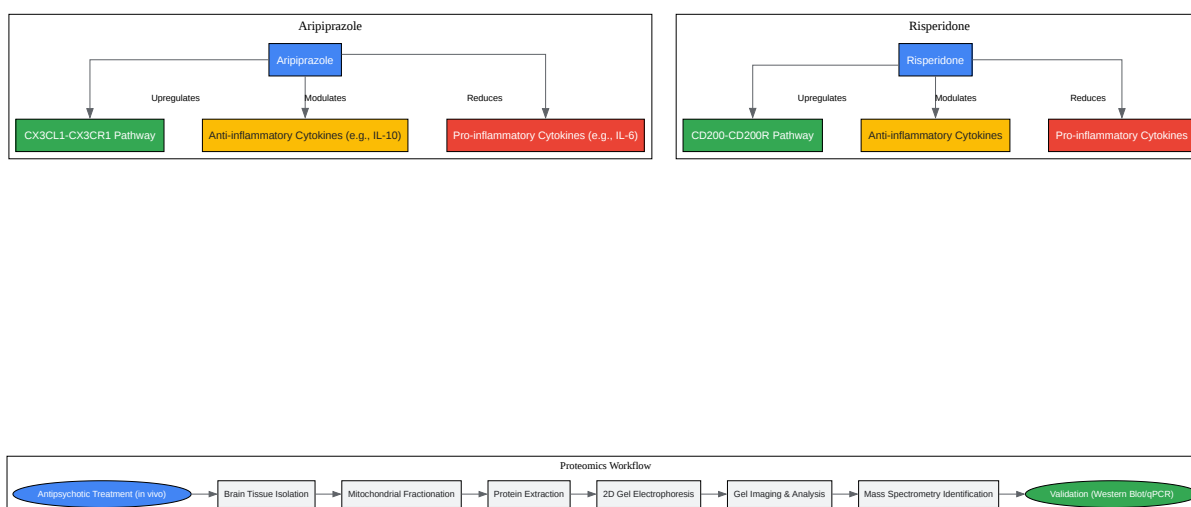 Aripiprazole
Aripiprazole
Upregulates
Modulates
Reduces
CX3CL1-CX3CR1 Pathway
Anti-inflammatory Cytokines (e.g., IL-10)
Pro-inflammatory Cytokines (e.g., IL-6)
Risperidone
Risperidone
Upregulates
Modulates
Reduces
CD200-CD200R Pathway
Anti-inflammatory Cytokines
Pro-inflammatory Cytokines
Proteomics Workflow
Antipsychotic Treatment (in vivo)
Brain Tissue Isolation
Mitochondrial Fractionation
Protein Extraction
2D Gel Electrophoresis
Gel Imaging & Analysis
Mass Spectrometry Identification
Validation (Western Blot/qPCR)